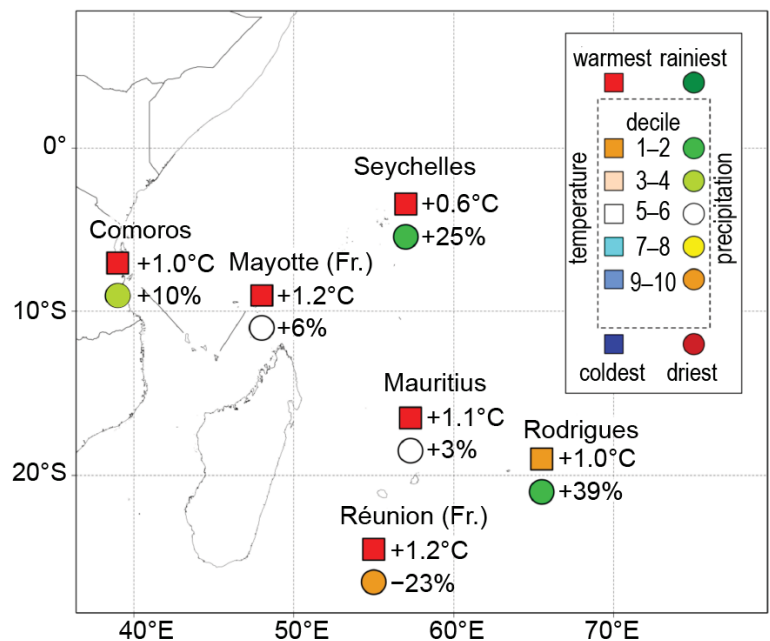 warmest rainiest
decile
1–2
3–4
5–6
7–8
9–10
temperature
precipitation
coldest driest
0°
10°S
20°S
Seychelles
+0.6°C
+25%
Comoros
+1.0°C
+10%
Mayotte (Fr.)
+1.2°C
+6%
Mauritius
+1.1°C
+3%
Rodrigues
+1.0°C
+39%
Réunion (Fr.)
+1.2°C
−23%
40°E 50°E 60°E 70°E